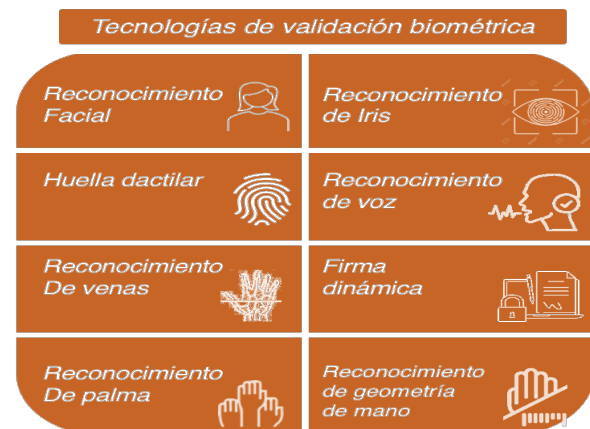 Tecnologías de validación biométrica
Reconocimiento
Facial
Reconocimiento
de Iris
Huella dactilar
Reconocimiento
de voz
Reconocimiento
De venas
Firma
dinámica
Reconocimiento
De palma
Reconocimiento
de geometría
de mano